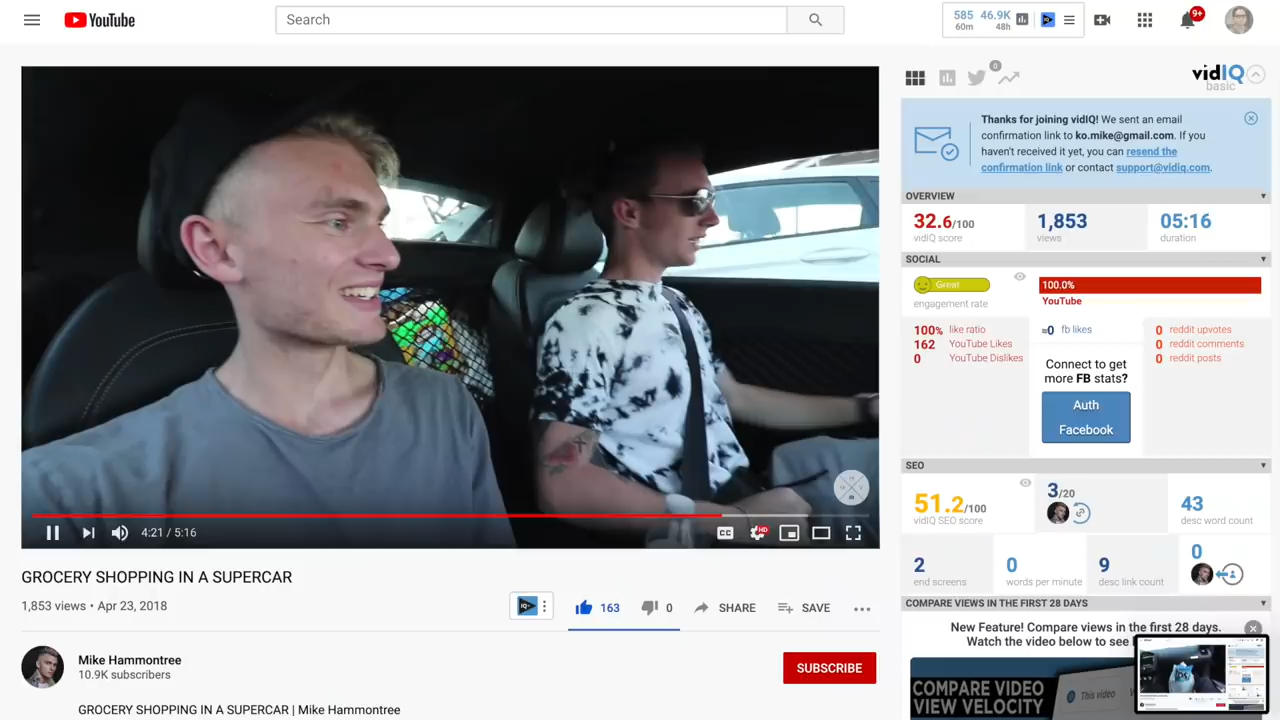 YouTube
Search
585 46.9K
60m 48h
IQ
9+
0
vidIQ
basic
Thanks for joining vidIQ! We sent an email
confirmation link to ko.mike@gmail.com. If you
haven't received it yet, you can resend the
confirmation link or contact support@vidiq.com.
OVERVIEW
32.6/100
vidIQ score
1,853
views
05:16
duration
SOCIAL
Great
engagement rate
100.0%
YouTube
100% like ratio
162 YouTube Likes
0 YouTube Dislikes
≈0 fb likes
Connect to get
more FB stats?
Auth
Facebook
0 reddit upvotes
0 reddit comments
0 reddit posts
SEO
51.2/100
vidIQ SEO score
3/20
43
desc word count
2
end screens
0
words per minute
9
desc link count
0
COMPARE VIEWS IN THE FIRST 28 DAYS
New Feature! Compare views in the first 28 days.
Watch the video below to see
COMPARE VIDEO
VIEW VELOCITY
This video
4:21 / 5:16
CC
HD
GROCERY SHOPPING IN A SUPERCAR
1,853 views • Apr 23, 2018
IQ
163
0
SHARE
SAVE
Mike Hammontree
10.9K subscribers
SUBSCRIBE
GROCERY SHOPPING IN A SUPERCAR | Mike Hammontree